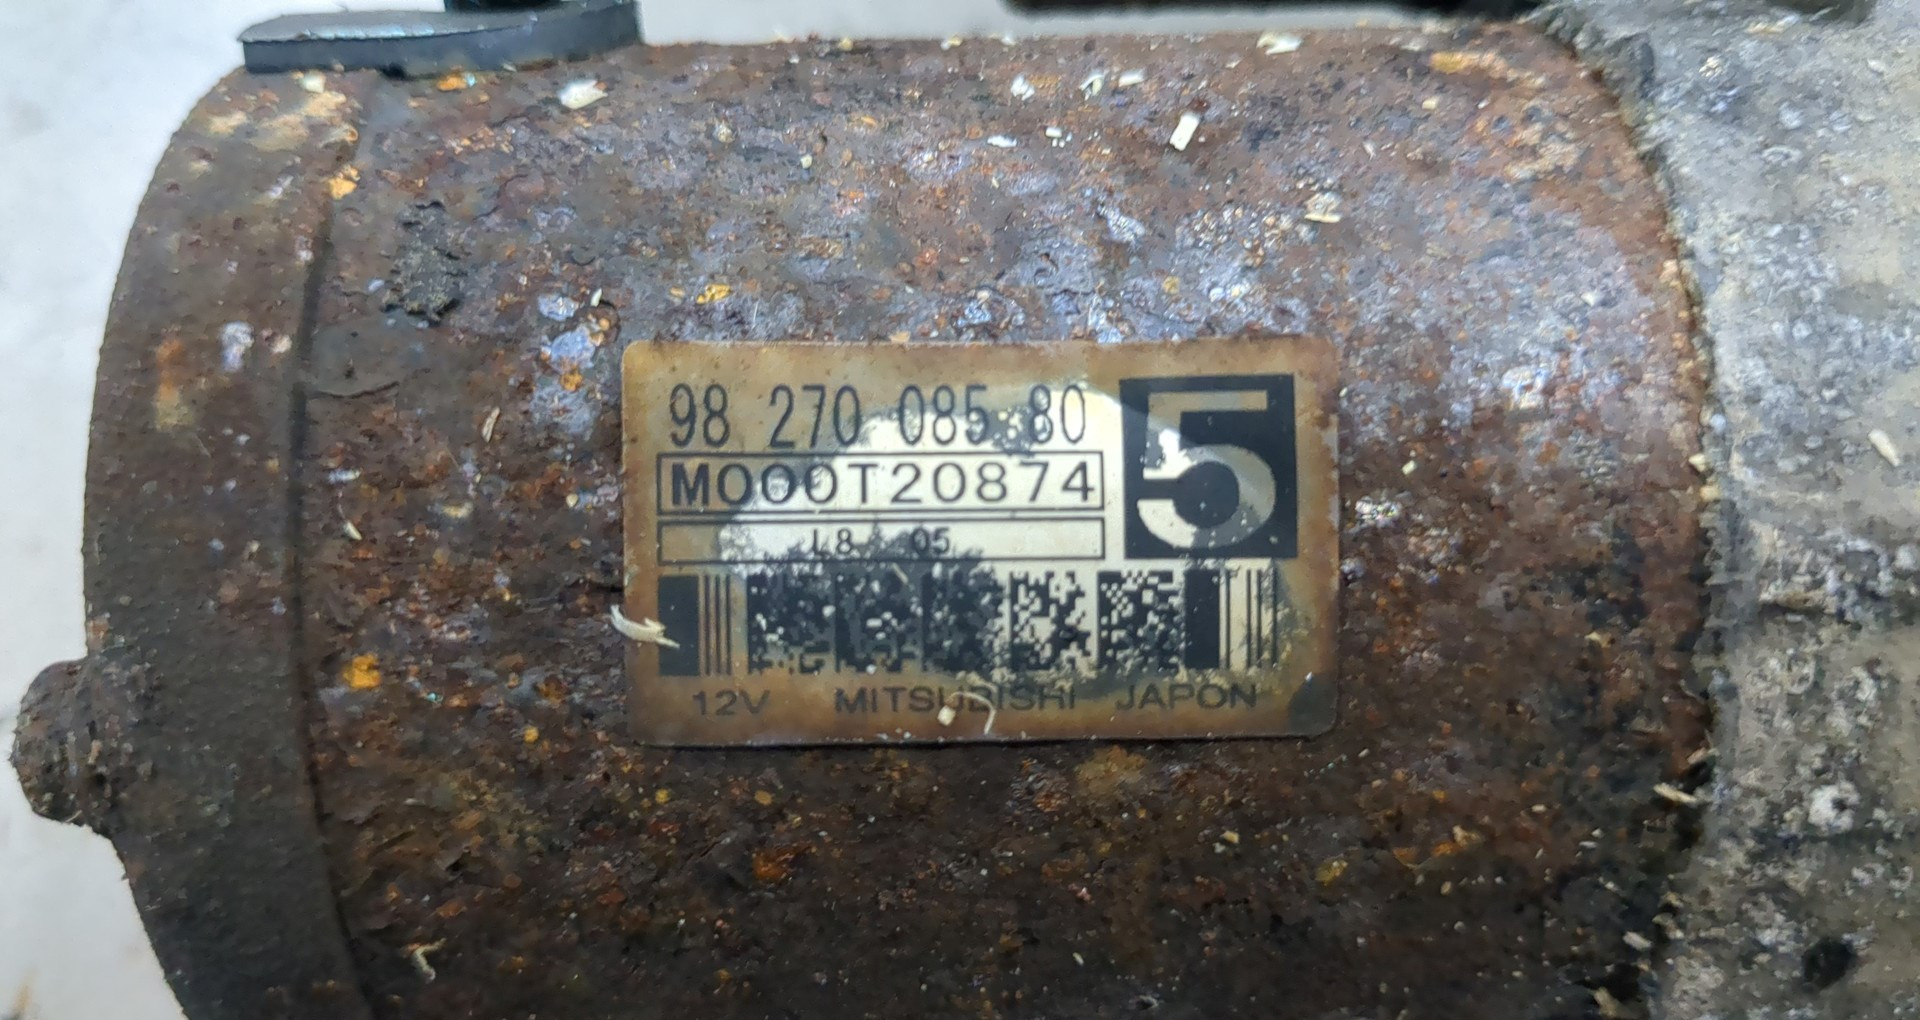 98 270 085 80
5
M000T20874
L8 05
12V MITSUBISHI JAPON